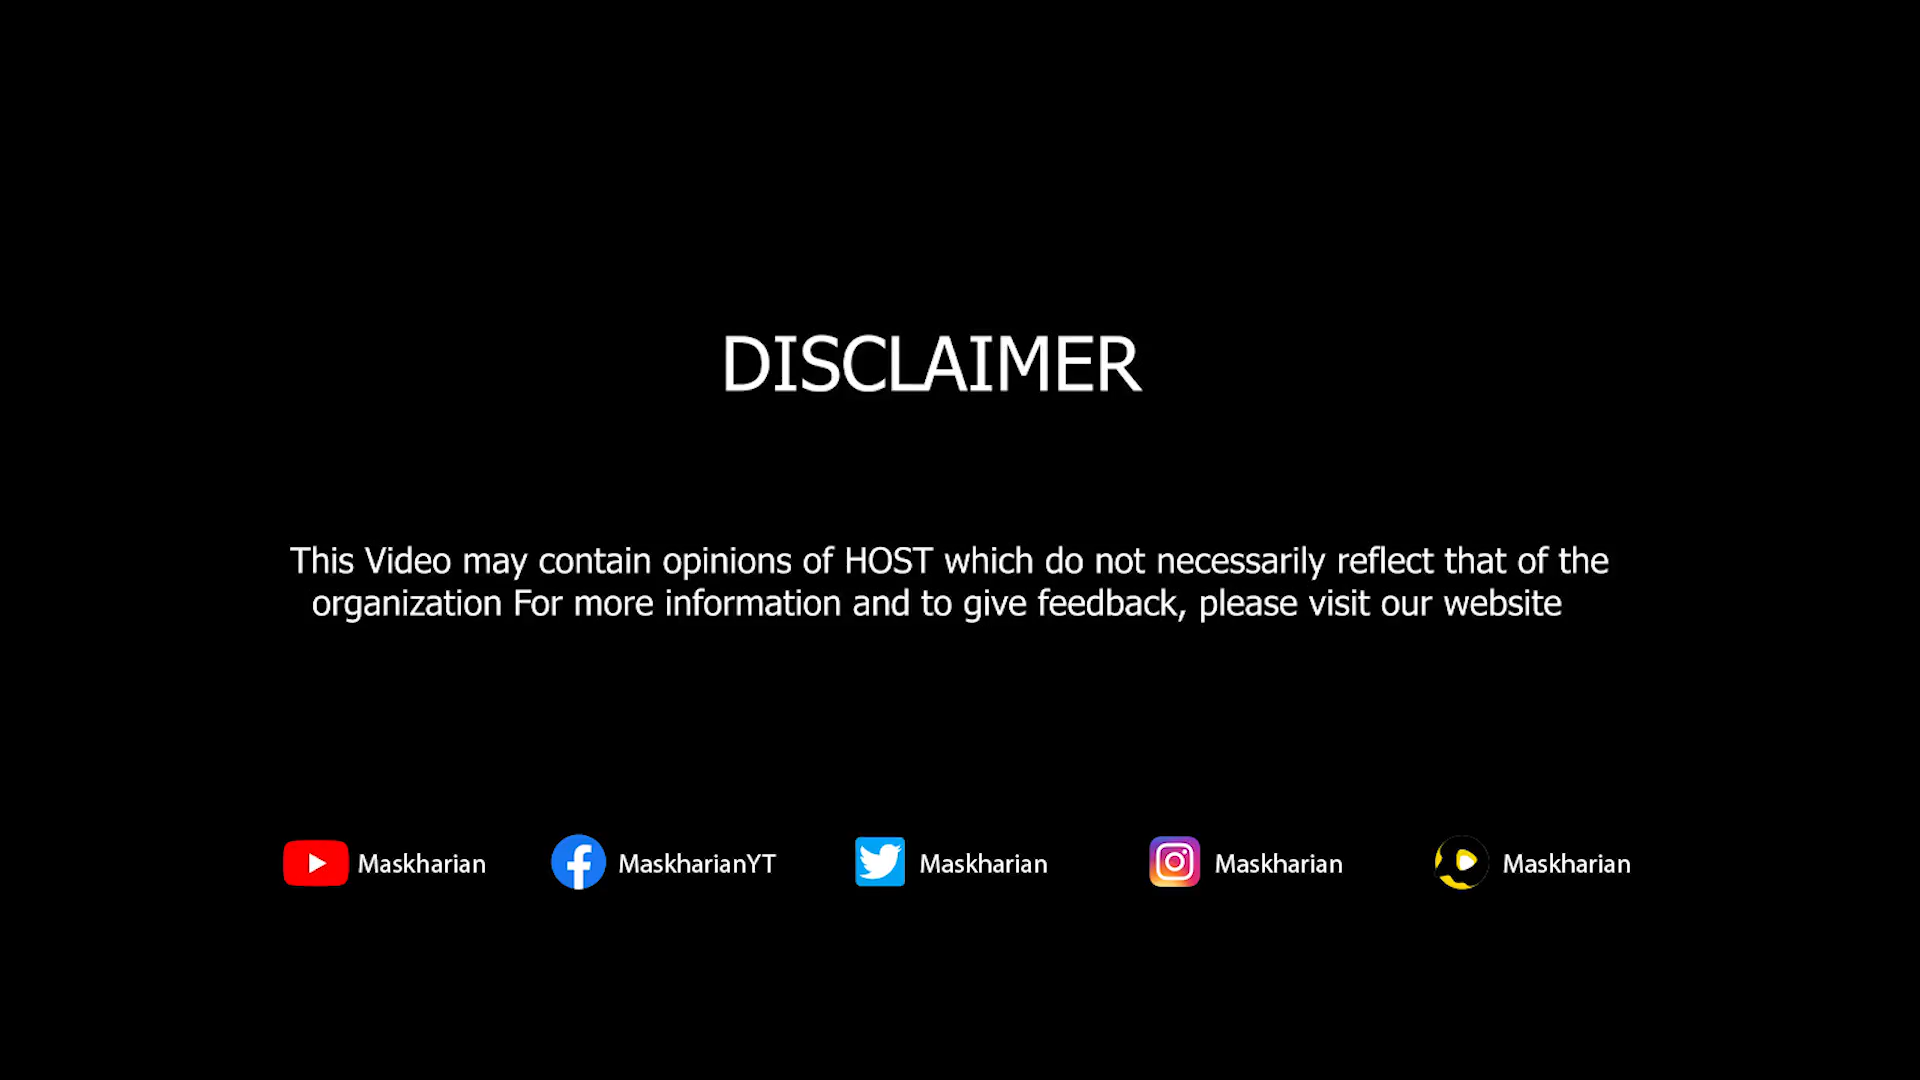 DISCLAIMER
This Video may contain opinions of HOST which do not necessarily reflect that of the
organization For more information and to give feedback, please visit our website
Maskharian MaskharianYT Maskharian Maskharian Maskharian